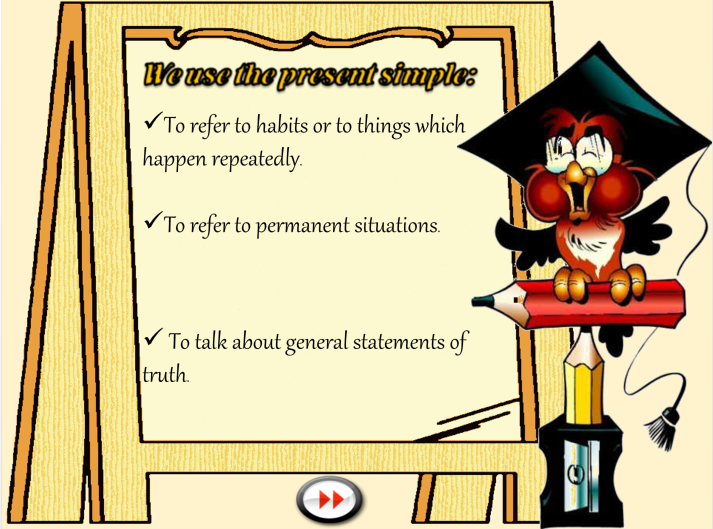 We use the present simple:
✓To refer to habits or to things which
happen repeatedly.
✓To refer to permanent situations.
✓ To talk about general statements of
truth.